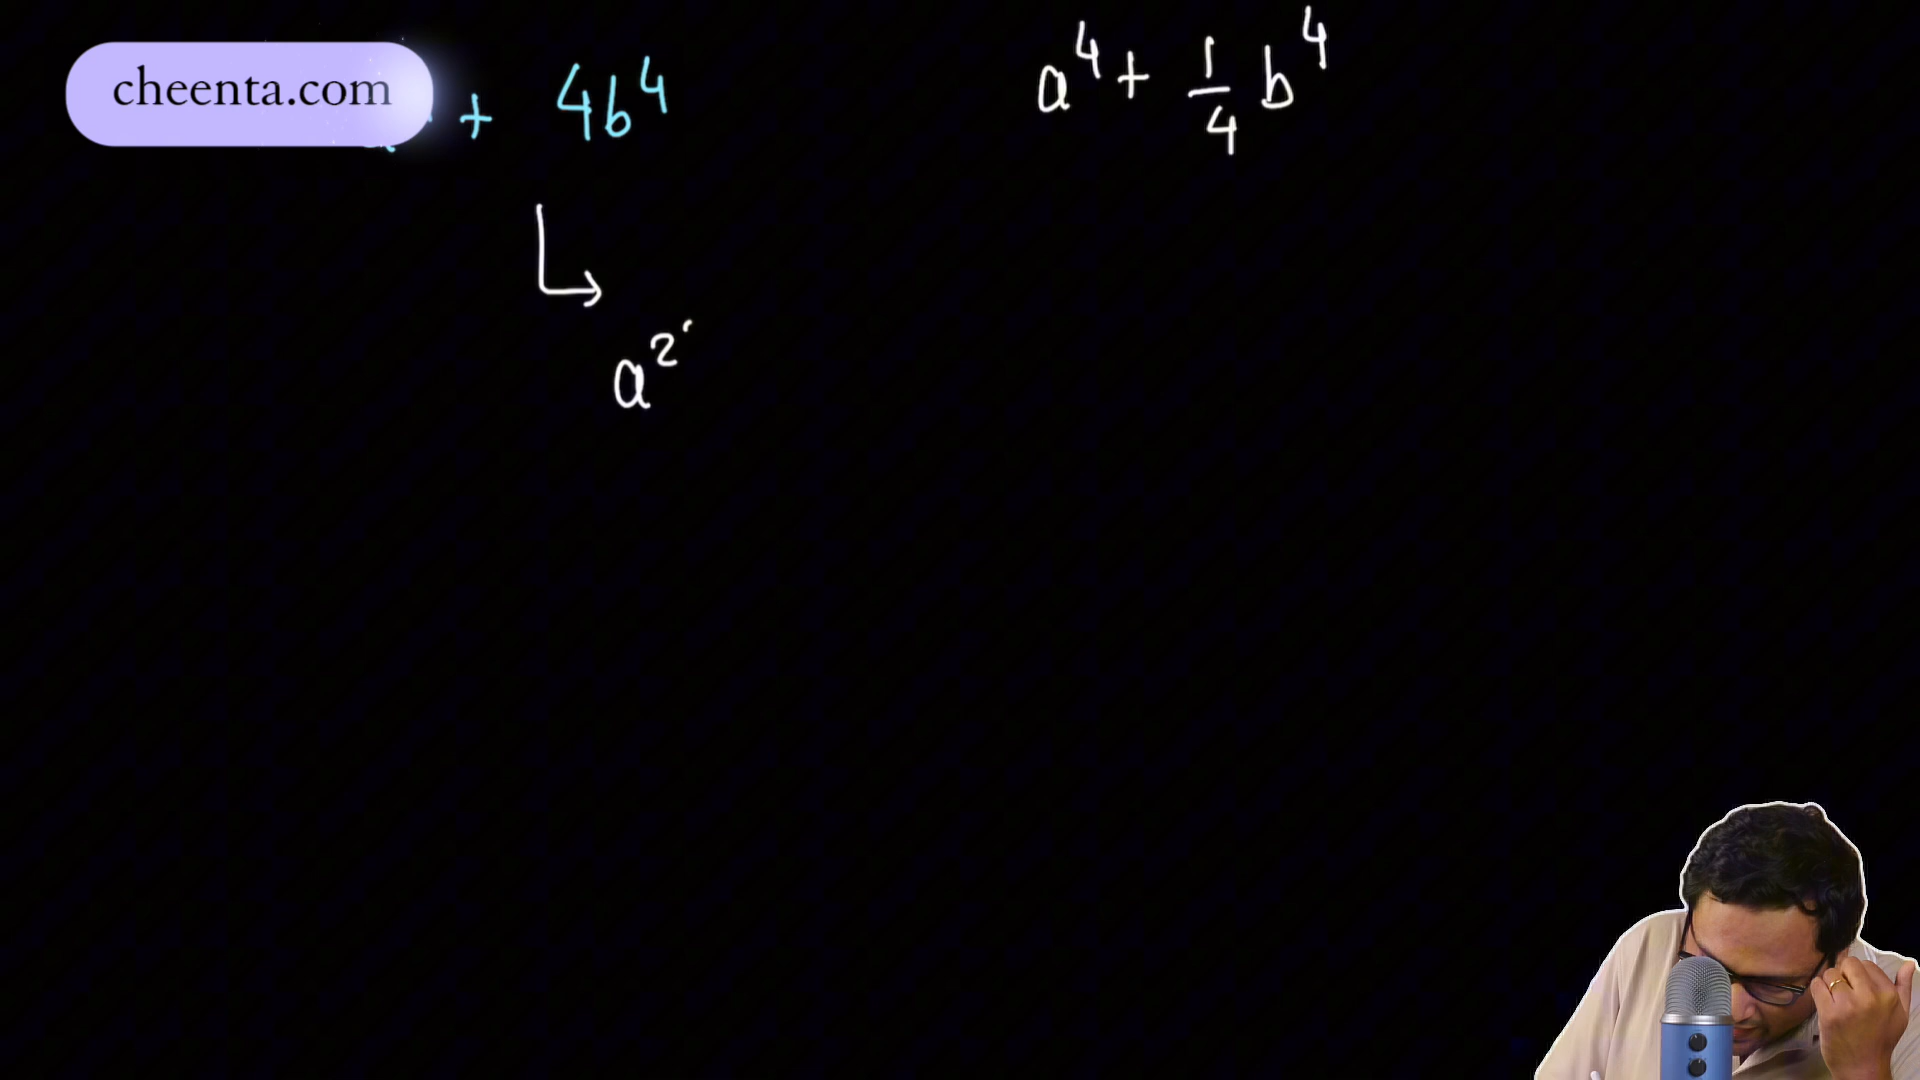 cheenta.com
+ 4b⁴
a⁴ + 1/4 b⁴
a²